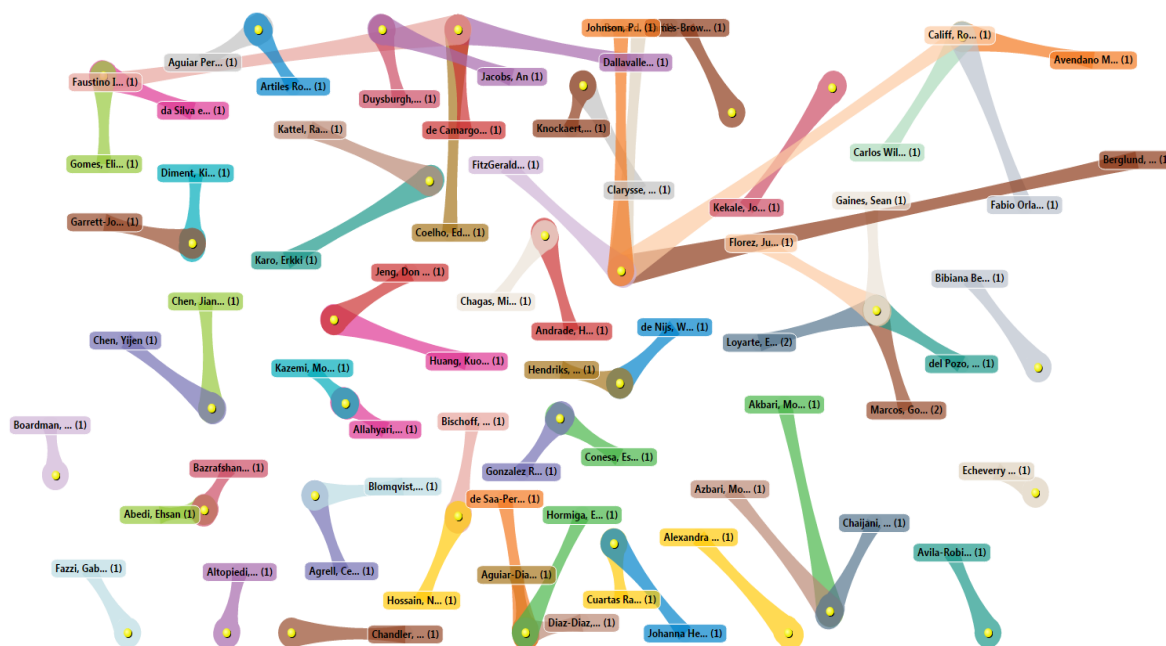 Johnson, P... (1)
Califf, Ro... (1)
Aguiar Per... (1)
Dallavalle... (1)
Avendano M... (1)
Faustino I... (1)
Artiles Ro... (1)
Jacobs, An (1)
da Silva e... (1)
Duysburgh,... (1)
Kattel, Ra... (1)
de Camargo... (1)
Knockaert,... (1)
Carlos Wil... (1)
Berglund, ...
Gomes, Eli... (1)
Diment, Ki... (1)
FitzGerald... (1)
Clarysse, ... (1)
Gaines, Sean (1)
Fabio Orla... (1)
Kekale, Jo... (1)
Garrett-Jo... (1)
Coelho, Ed... (1)
Florez, Ju... (1)
Karo, Erkki (1)
Jeng, Don ... (1)
Bibiana Be... (1)
Chen, Jian... (1)
Chagas, Mi... (1)
Andrade, H... (1)
de Nijs, W... (1)
Chen, Yijen (1)
Loyarte, E... (2)
Huang, Kuo... (1)
del Pozo, ... (1)
Kazemi, Mo... (1)
Hendriks, ... (1)
Akbari, Mo... (1)
Marcos, Go... (2)
Boardman, ... (1)
Allahyari,... (1)
Bischoff, ... (1)
Conesa, Es... (1)
Bazrafshan... (1)
Gonzalez R... (1)
Echeverry ... (1)
Blomqvist,... (1)
Azbari, Mo... (1)
de Saa-Per... (1)
Abedi, Ehsan (1)
Hormiga, E... (1)
Chaijani, ... (1)
Alexandra ... (1)
Avila-Robi... (1)
Fazzi, Gab... (1)
Altopiedi,... (1)
Agrell, Ce... (1)
Aguiar-Dia... (1)
Hossain, N... (1)
Cuartas Ra... (1)
Diaz-Diaz,... (1)
Chandler, ... (1)
Johanna He... (1)